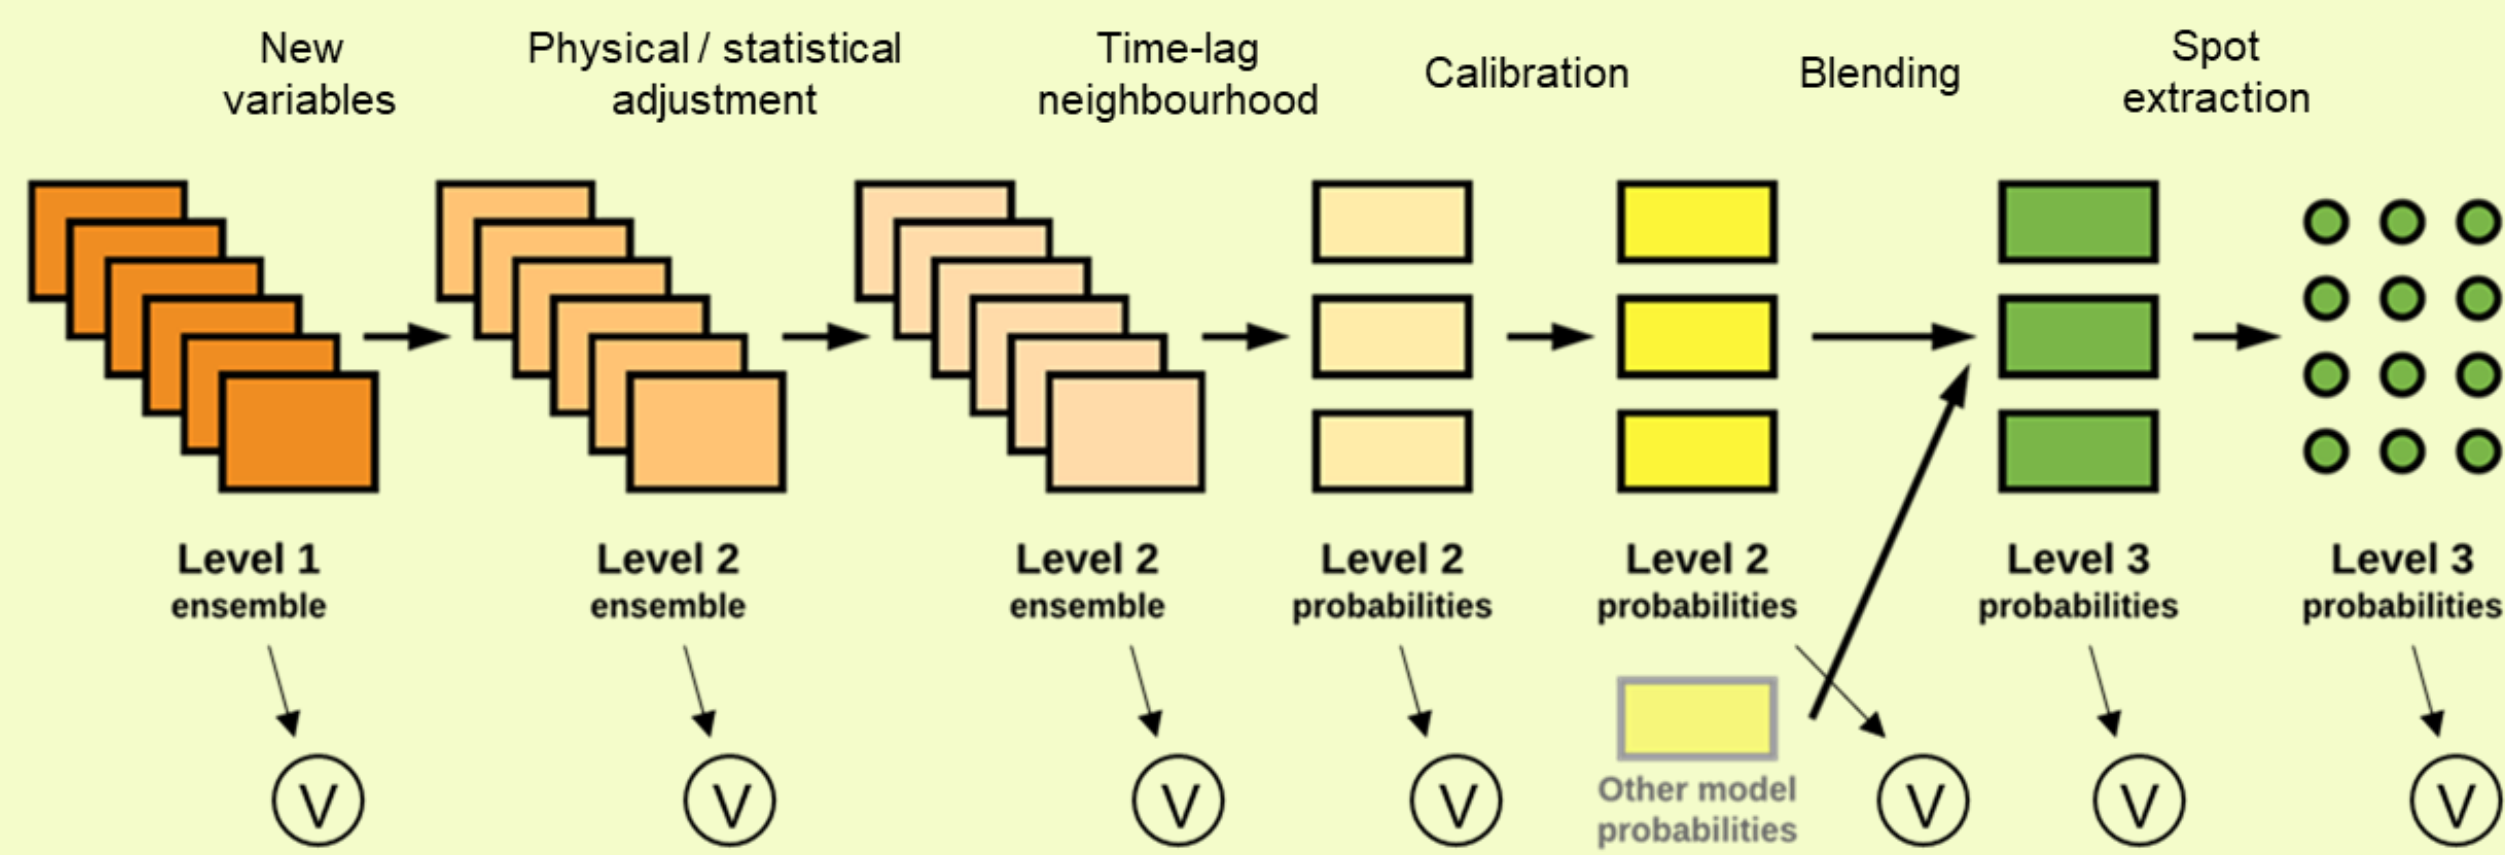 New
variables
Physical / statistical
adjustment
Time-lag
neighbourhood
Calibration
Blending
Spot
extraction
Level 1
ensemble
Level 2
ensemble
Level 2
ensemble
Level 2
probabilities
Level 2
probabilities
Level 3
probabilities
Level 3
probabilities
Other model
probabilities
V
V
V
V
V
V
V